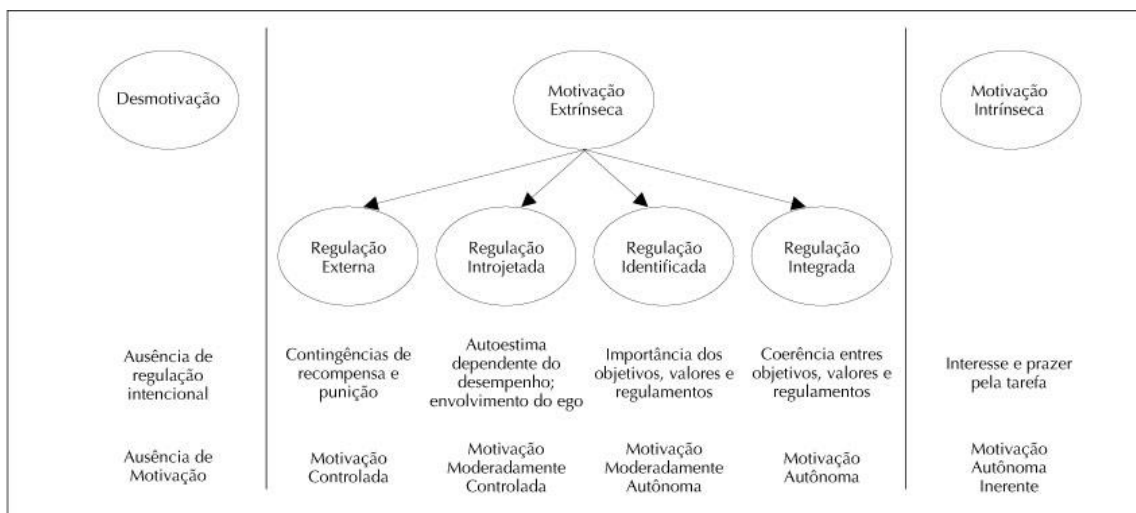 Desmotivação
Motivação
Extrínseca
Motivação
Intrínseca
Regulação
Externa
Regulação
Introjetada
Regulação
Identificada
Regulação
Integrada
Ausência de
regulação
intencional
Contingências de
recompensa e
punição
Autoestima
dependente do
desempenho;
envolvimento do ego
Importância dos
objetivos, valores e
regulamentos
Coerência entres
objetivos, valores e
regulamentos
Interesse e prazer
pela tarefa
Ausência de
Motivação
Motivação
Controlada
Motivação
Moderadamente
Controlada
Motivação
Moderadamente
Autônoma
Motivação
Autônoma
Motivação
Autônoma
Inerente